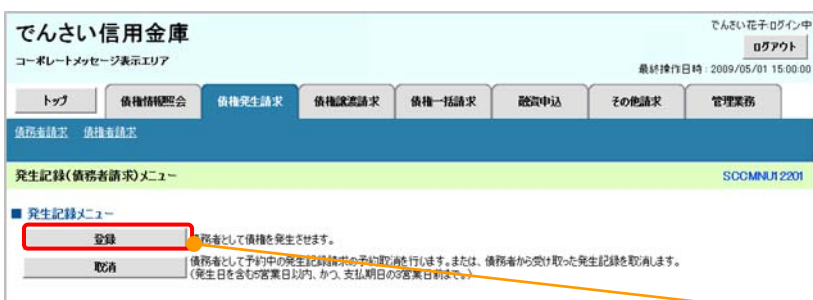 でんさい信用金庫
でんさい花子:ログイン中
ログアウト
コーポレートメッセージ表示エリア
最終操作日時:2009/05/01 15:00:00
トップ 債権情報照会 債権発生請求 債権譲渡請求 債権一括請求 融資申込 その他請求 管理業務
債務者請求 債権者請求
発生記録(債務者請求)メニュー SCCMNU12201
■ 発生記録メニュー
登録 債務者として債権を発生させます。
取消 債務者として予約中の発生記録請求の予約取消を行います。または、債務者から受け取った発生記録を取消します。
(発生日を含む5営業日以内、かつ、支払期日の3営業日前まで。)